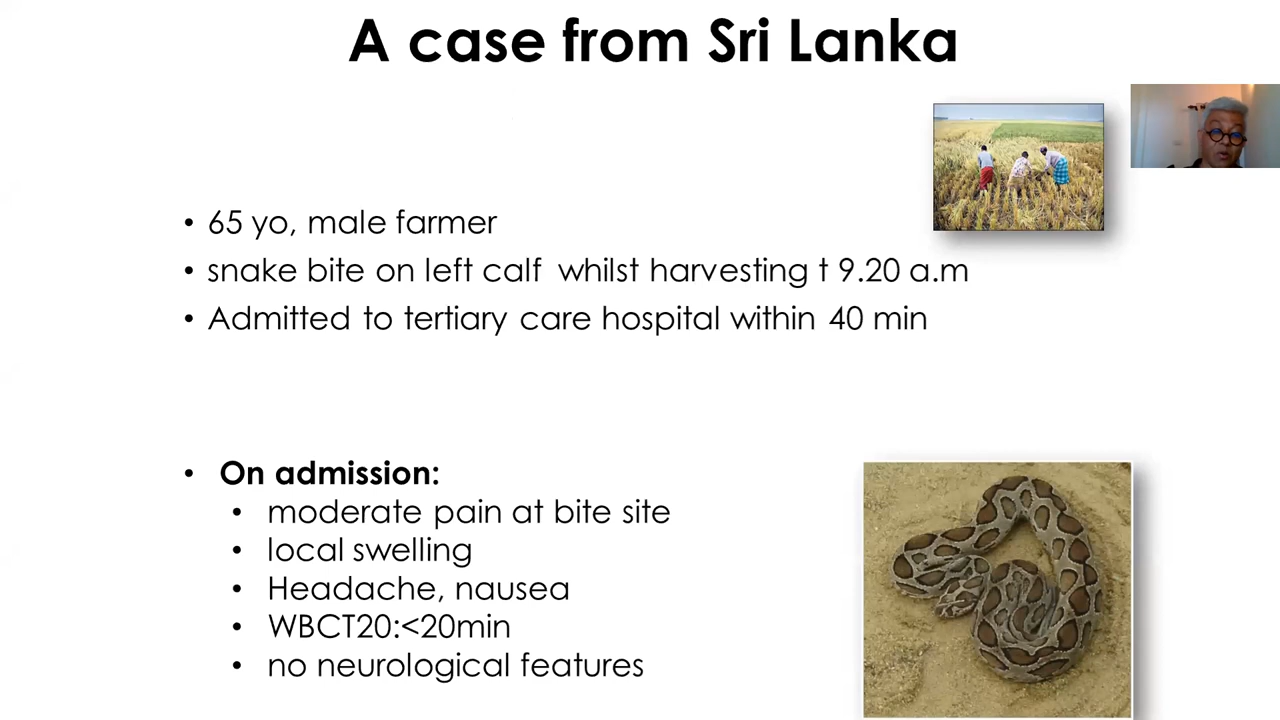 A case from Sri Lanka
• 65 yo, male farmer
• snake bite on left calf whilst harvesting t 9.20 a.m
• Admitted to tertiary care hospital within 40 min
• On admission:
• moderate pain at bite site
• local swelling
• Headache, nausea
• WBCT20:<20min
• no neurological features